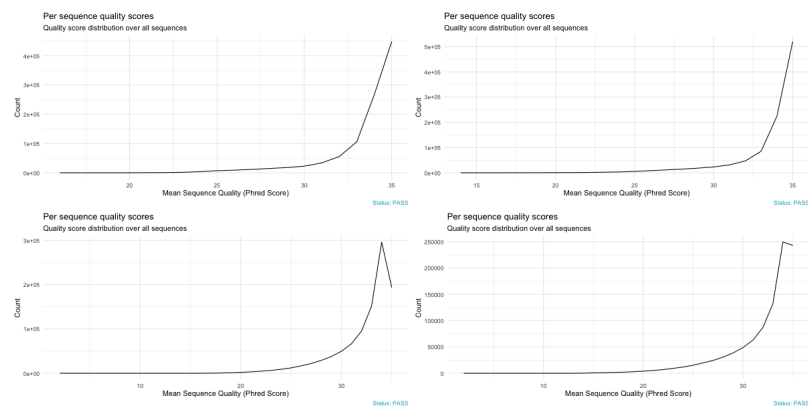 Per sequence quality scores
Quality score distribution over all sequences
4e+05
3e+05
2e+05
1e+05
0e+00
Count
20
25
30
35
Mean Sequence Quality (Phred Score)
Status: PASS
Per sequence quality scores
Quality score distribution over all sequences
5e+05
4e+05
3e+05
2e+05
1e+05
0e+00
Count
15
20
25
30
35
Mean Sequence Quality (Phred Score)
Status: PASS
Per sequence quality scores
Quality score distribution over all sequences
3e+05
2e+05
1e+05
0e+00
Count
10
20
30
Mean Sequence Quality (Phred Score)
Status: PASS
Per sequence quality scores
Quality score distribution over all sequences
250000
200000
150000
100000
50000
0
Count
10
20
30
Mean Sequence Quality (Phred Score)
Status: PASS